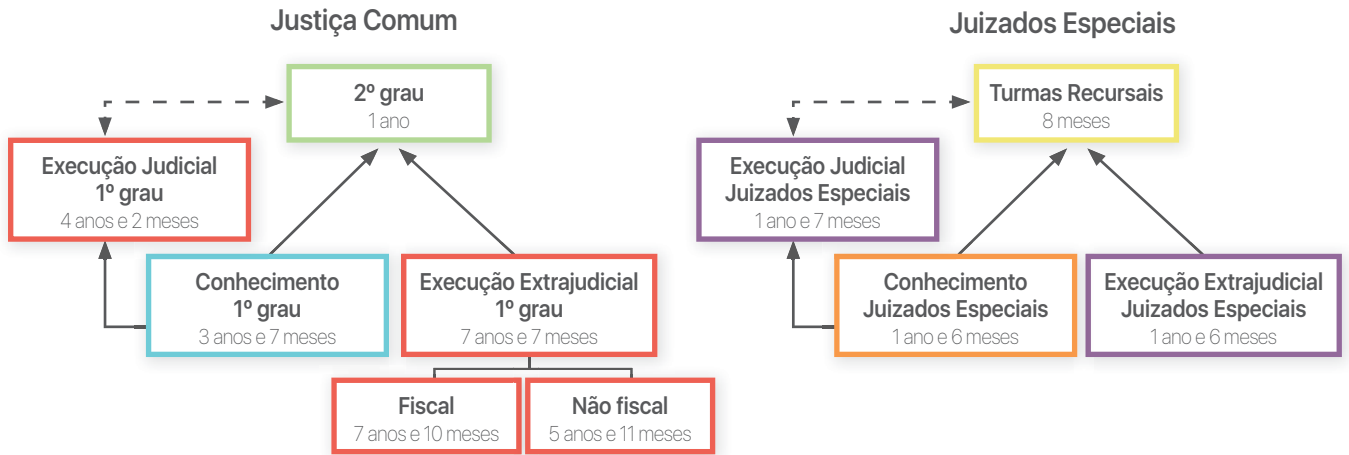 Justiça Comum
2º grau
1 ano
Execução Judicial
1º grau
4 anos e 2 meses
Conhecimento
1º grau
3 anos e 7 meses
Execução Extrajudicial
1º grau
7 anos e 7 meses
Fiscal
7 anos e 10 meses
Não fiscal
5 anos e 11 meses
Juizados Especiais
Turmas Recursais
8 meses
Execução Judicial
Juizados Especiais
1 ano e 7 meses
Conhecimento
Juizados Especiais
1 ano e 6 meses
Execução Extrajudicial
Juizados Especiais
1 ano e 6 meses